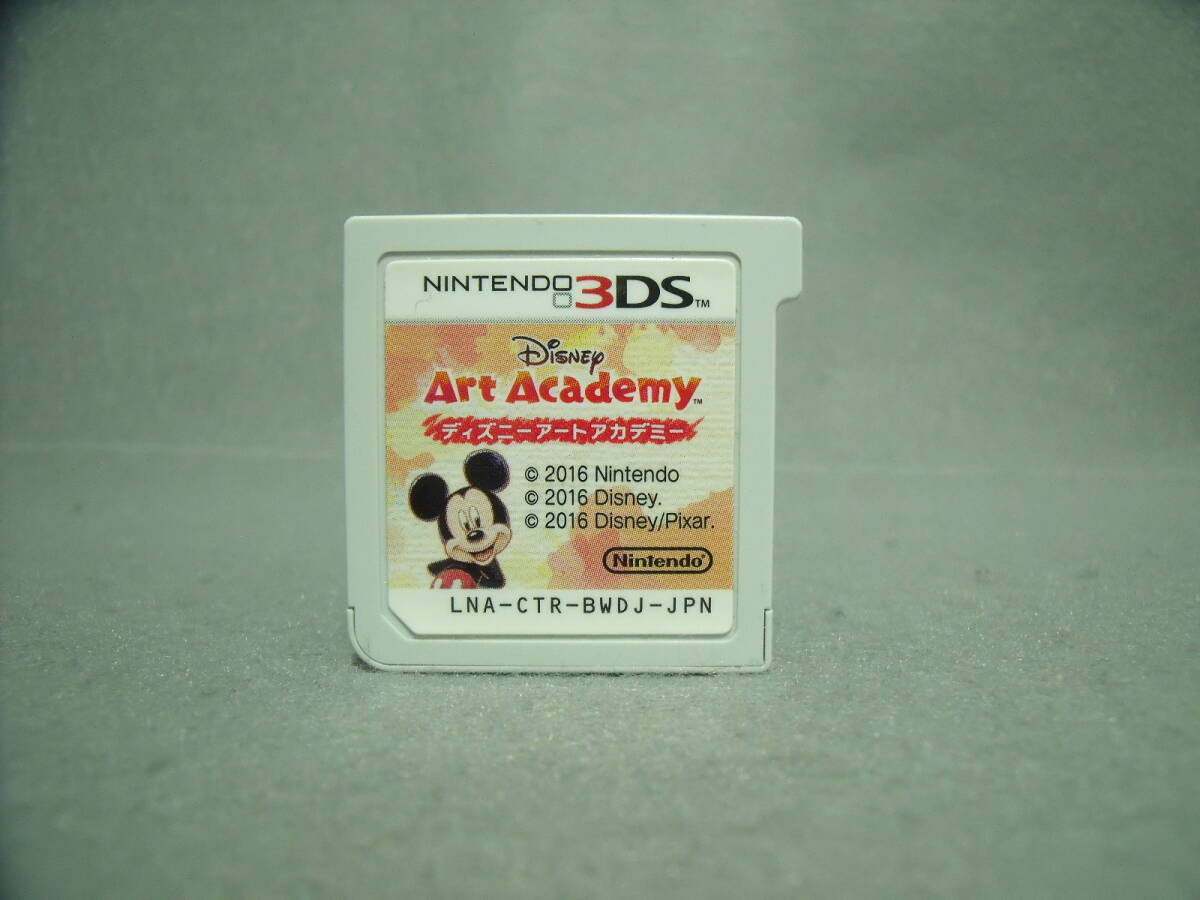 NINTENDO 3DS™
Disney
Art Academy™
ディズニーアートアカデミー
© 2016 Nintendo
© 2016 Disney.
© 2016 Disney/Pixar.
Nintendo®
LNA-CTR-BWDJ-JPN